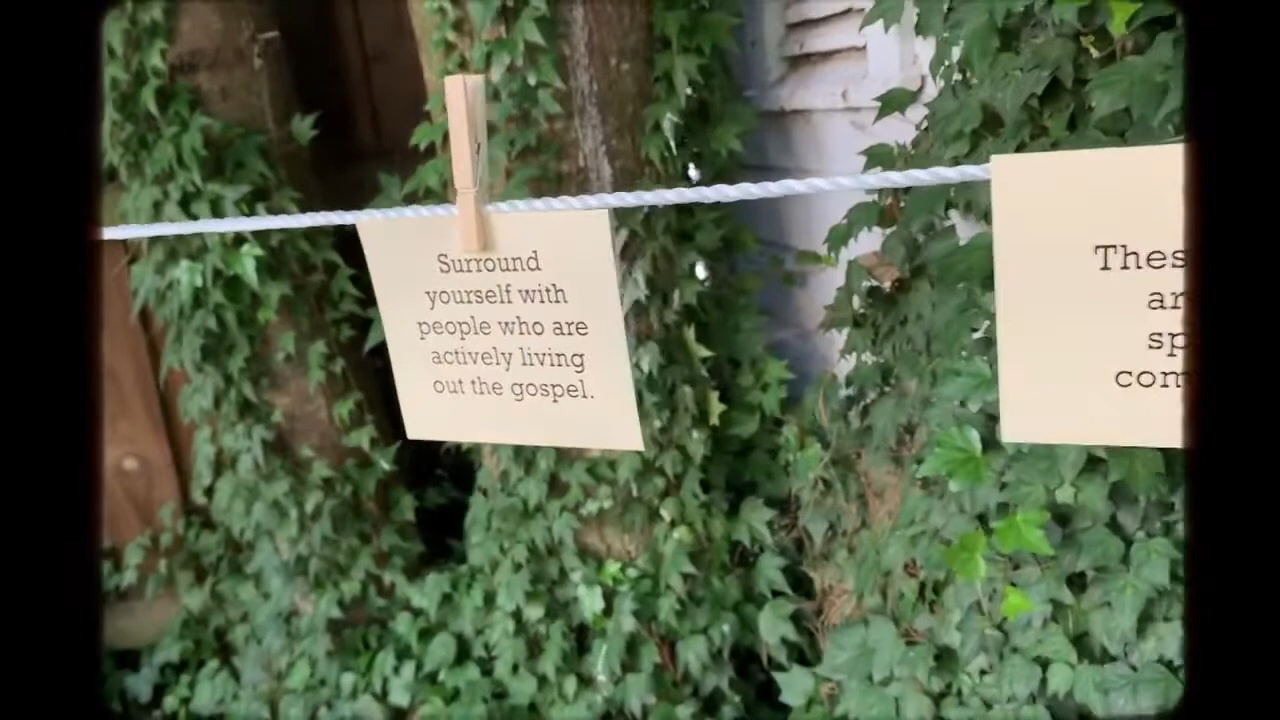 Surround
yourself with
people who are
actively living
out the gospel.